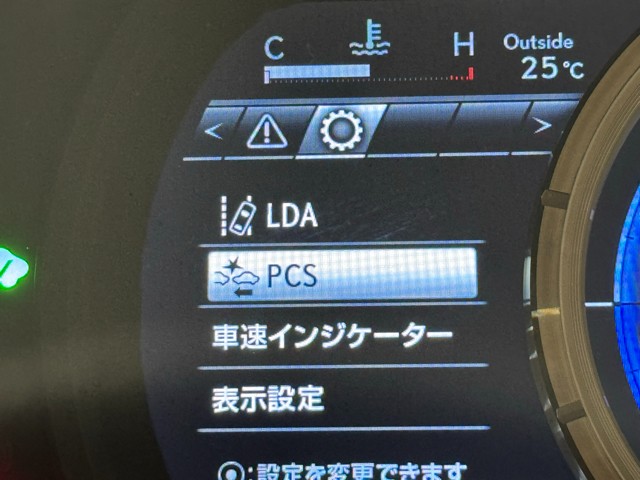 C H Outside
25℃
< >
LDA
PCS
車速インジケーター
表示設定
◉:設定を変更できます